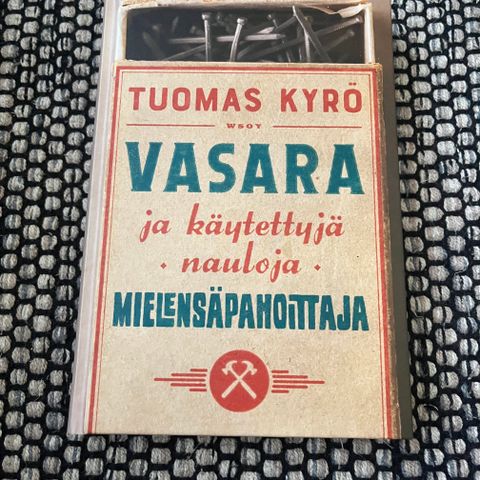 TUOMAS KYRÖ
WSOY
VASARA
ja käytettyjä
· nauloja ·
MIELENSÄPAHOITTAJA